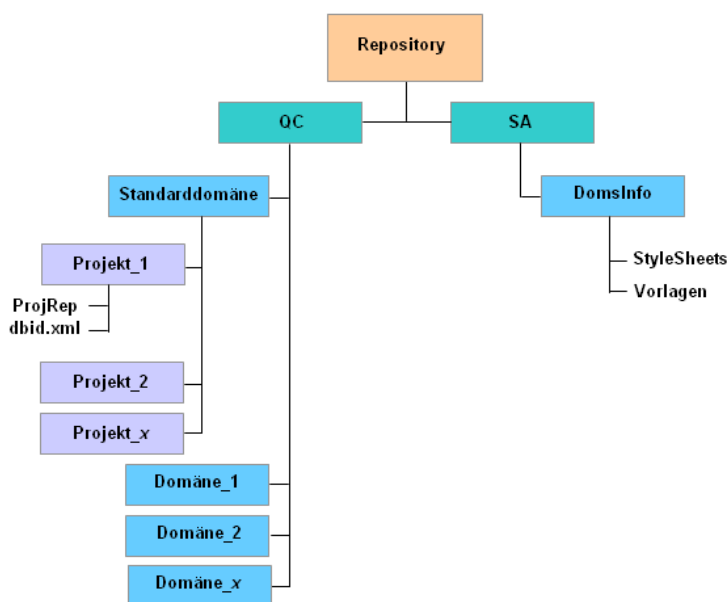 Repository
QC
SA
Standarddomäne
DomsInfo
Projekt_1
StyleSheets
Vorlagen
ProjRep
dbid.xml
Projekt_2
Projekt_x
Domäne_1
Domäne_2
Domäne_x